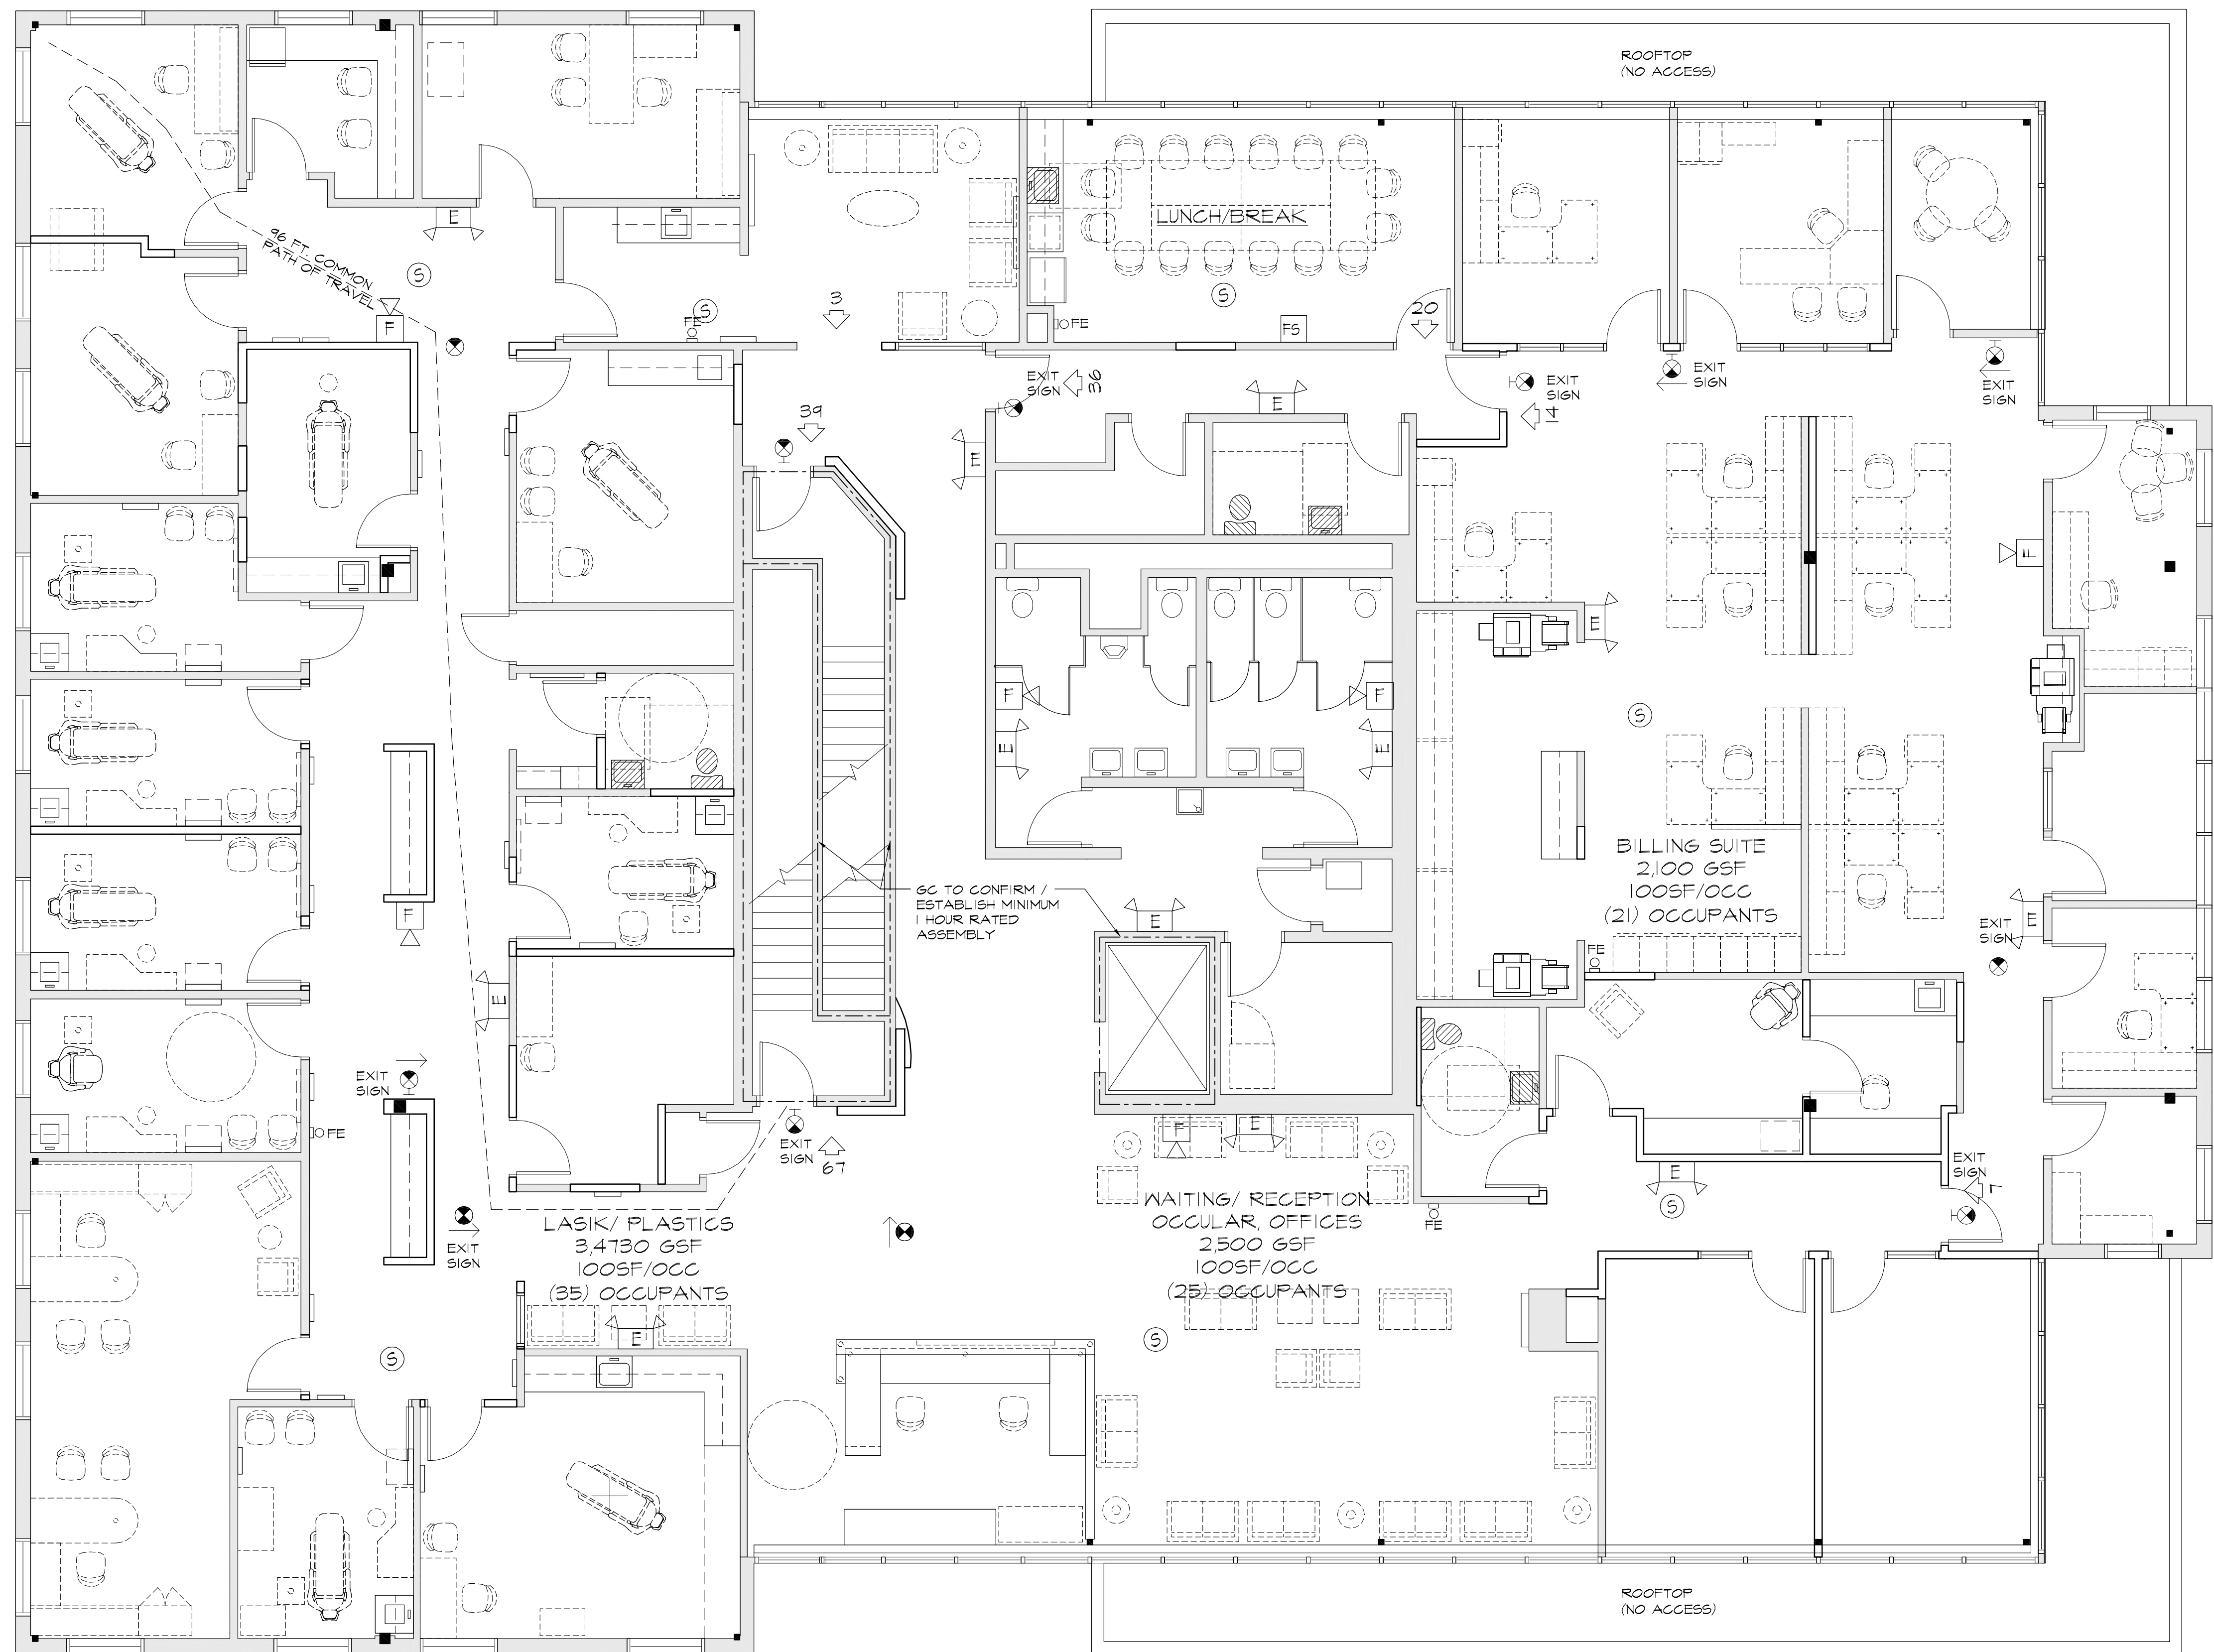 ROOFTOP
(NO ACCESS)
E
LUNCH/BREAK
96 FT. COMMON
PATH OF TRAVEL
S
S
S
3
20
F
FE
FE
FS
EXIT
SIGN
36
EXIT
SIGN
EXIT
SIGN
EXIT
SIGN
39
E
14
E
F
E
F
F
S
E
E
BILLING SUITE
2,100 GSF
100SF/OCC
(21) OCCUPANTS
GC TO CONFIRM /
ESTABLISH MINIMUM
1 HOUR RATED
ASSEMBLY
F
E
E
EXIT
SIGN
FE
E
EXIT
SIGN
FE
EXIT
SIGN
67
F
E
EXIT
SIGN
7
E
S
FE
WAITING/ RECEPTION
OCCULAR, OFFICES
2,500 GSF
100SF/OCC
(25) OCCUPANTS
LASIK/ PLASTICS
3,4730 GSF
100SF/OCC
(35) OCCUPANTS
EXIT
SIGN
E
S
S
ROOFTOP
(NO ACCESS)